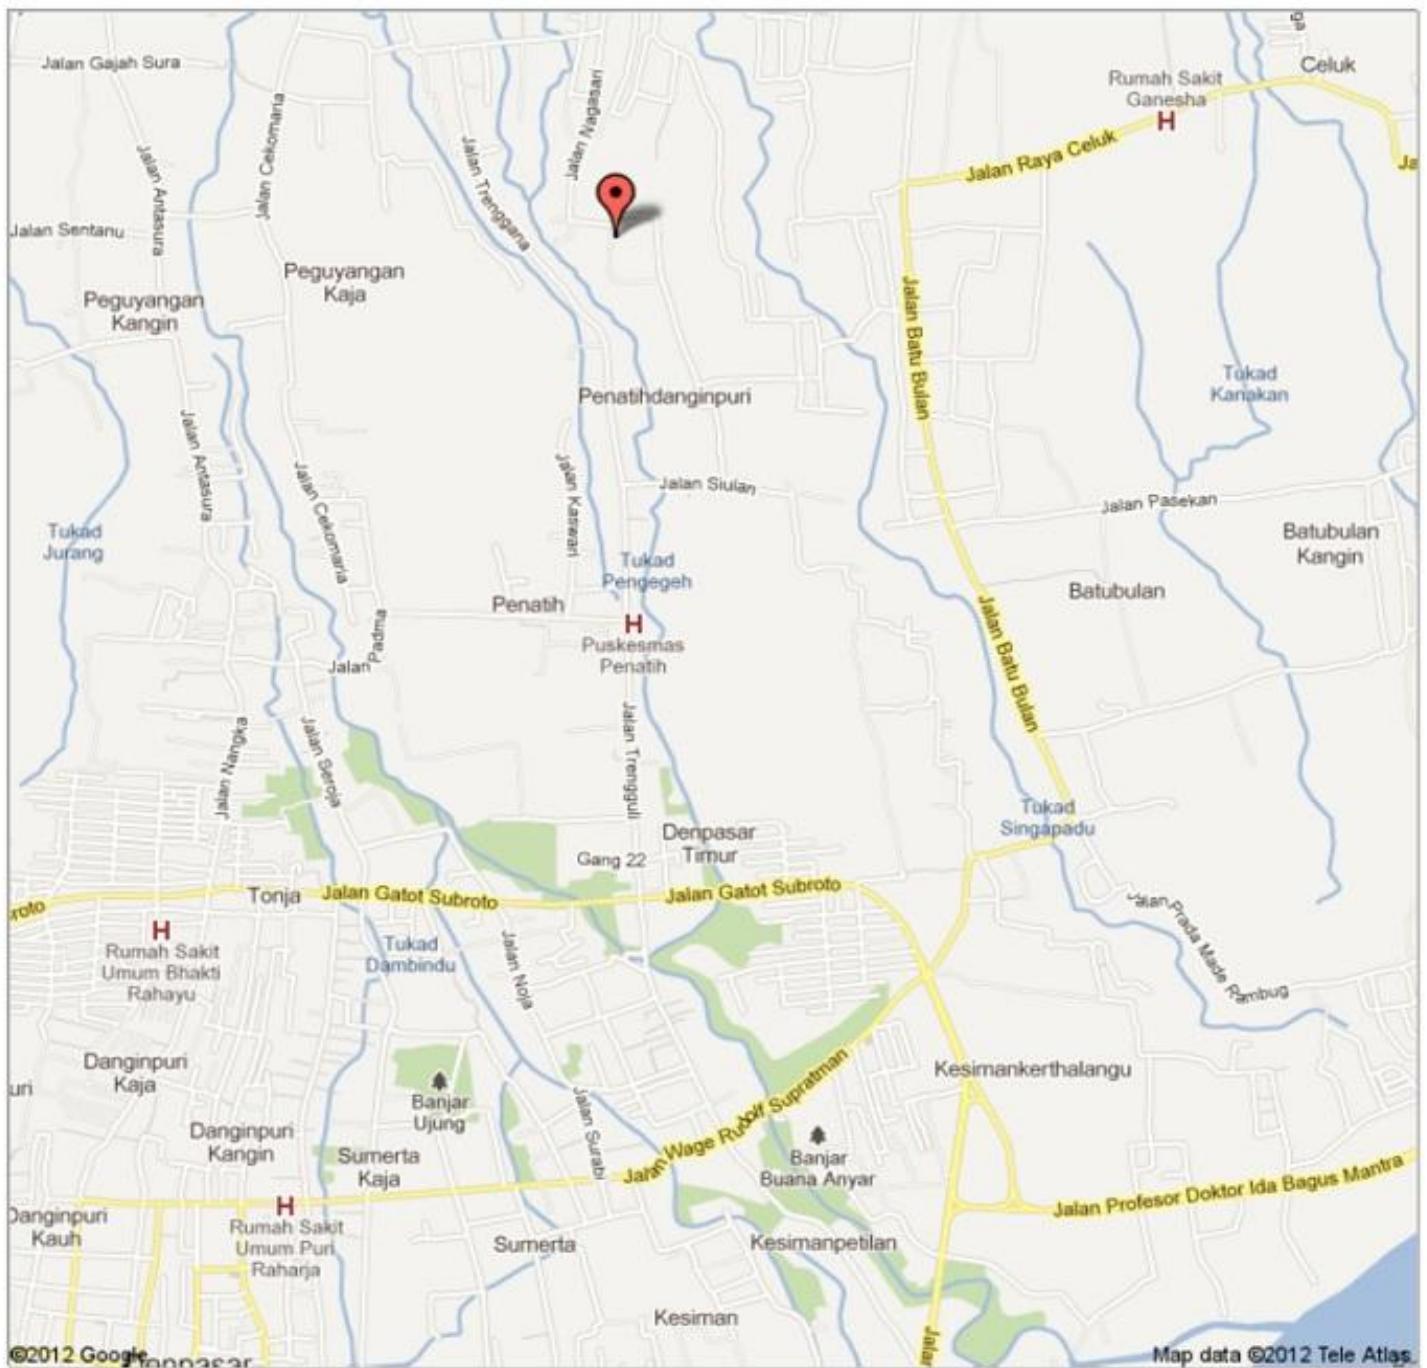 ga
Celuk
Jalan Gajah Sura
Rumah Sakit
Ganesha
H
Jalan Nagasari
Jalan Cekomaria
Jalan Raya Celuk
Ja
Jalan Antasura
Jalan Trenggana
Jalan Sentanu
Peguyangan
Kaja
Peguyangan
Kangin
Jalan Batu Bulan
Tukad
Kanakan
Penatihdanginpuri
Jalan Antasura
Jalan Cekomaria
Jalan Kaswari
Jalan Siulan
Jalan Pasekan
Tukad
Jurang
Batubulan
Kangin
Tukad
Pengegeh
Batubulan
Penatih
H
Puskesmas
Penatih
Jalan Padma
Jalan Batu Bulan
Jalan Nangka
Jalan Seroja
Jalan Trengguli
Tukad
Singapadu
Denpasar
Timur
Gang 22
Tonja
Jalan Gatot Subroto
Jalan Gatot Subroto
roto
H
Rumah Sakit
Umum Bhakti
Rahayu
Tukad
Dambindu
Jalan Noja
Jalan Prada Made Rambug
Danginpuri
Kaja
uri
Banjar
Ujung
Kesimankerthalangu
Jalan Surabi
Jalan Wage Rudolf Supratman
Danginpuri
Kangin
Sumerta
Kaja
Banjar
Buana Anyar
Jalan Profesor Doktor Ida Bagus Mantra
Danginpuri
Kauh
H
Rumah Sakit
Umum Puri
Raharja
Sumerta
Kesimanpetilan
Kesiman
Jalan
©2012 Google
Denpasar
Map data ©2012 Tele Atlas